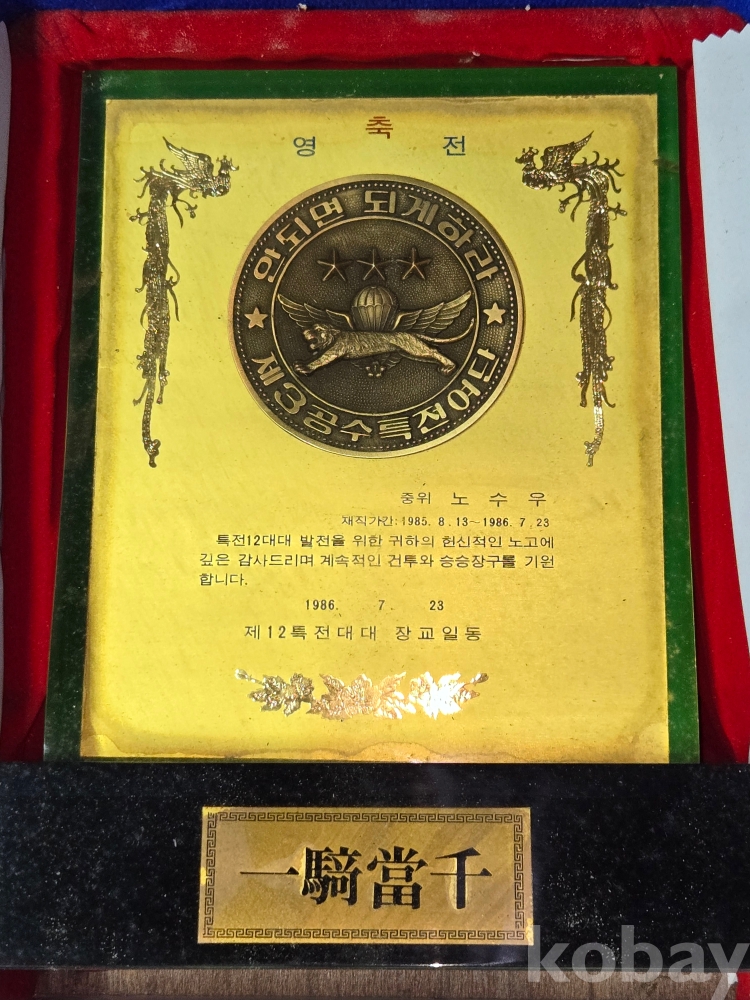 축
영 전
안되면 되게하라
제3공수특전여단
중위 노 수 우
재직기간: 1985. 8. 13~1986. 7. 23
특전12대대 발전을 위한 귀하의 헌신적인 노고에
깊은 감사드리며 계속적인 건투와 승승장구를 기원
합니다.
1986. 7. 23
제12특전대대 장교일동
一騎當千
kobay